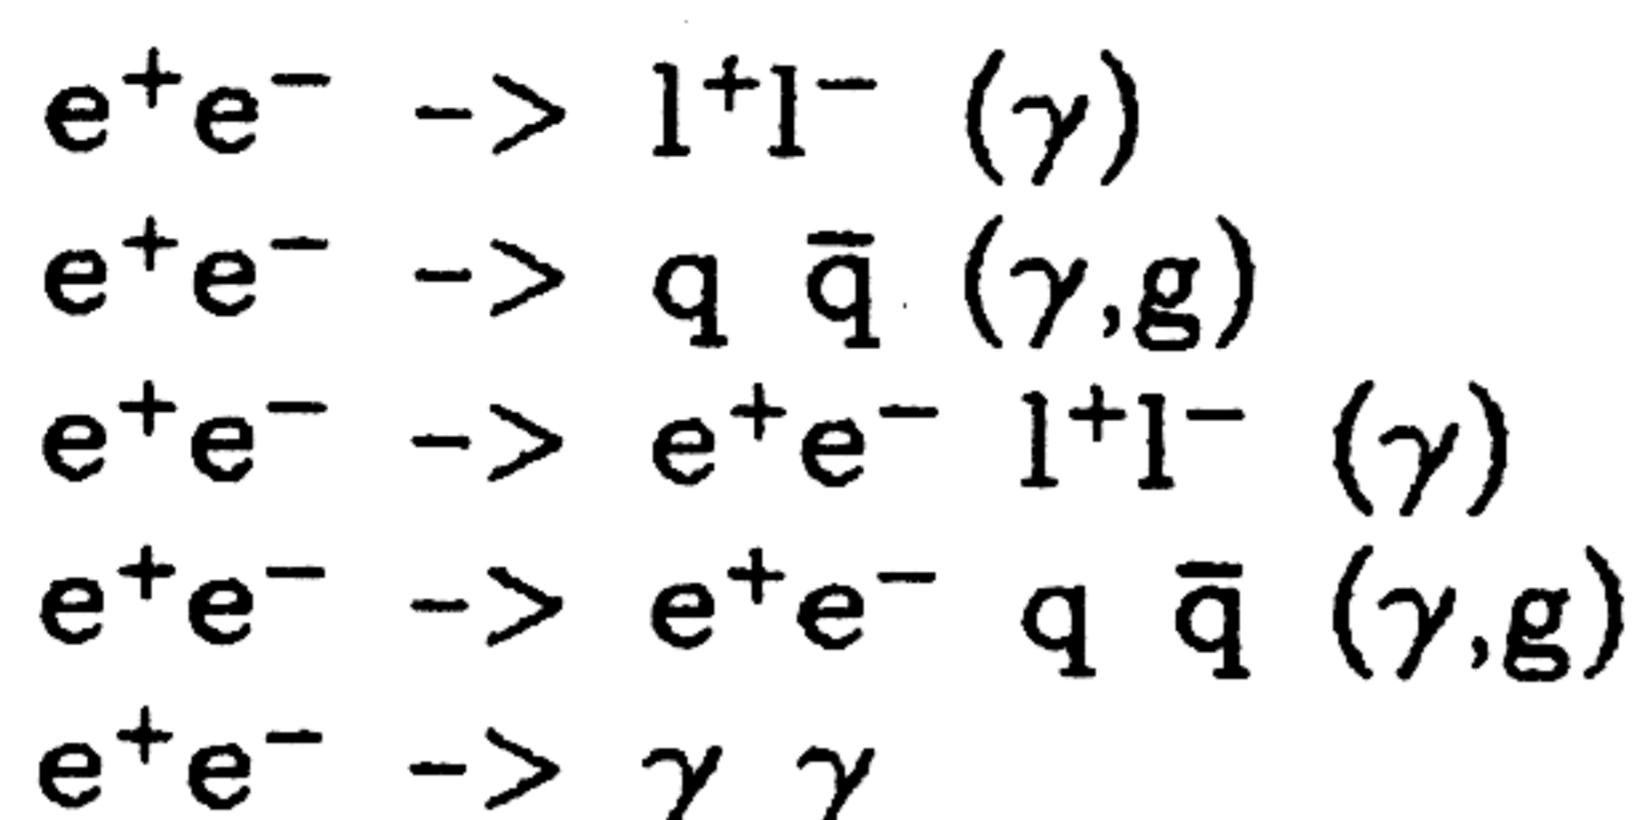 e⁺e⁻ -> l⁺l⁻ (γ)
e⁺e⁻ -> q q̄ (γ,g)
e⁺e⁻ -> e⁺e⁻ l⁺l⁻ (γ)
e⁺e⁻ -> e⁺e⁻ q q̄ (γ,g)
e⁺e⁻ -> γ γ